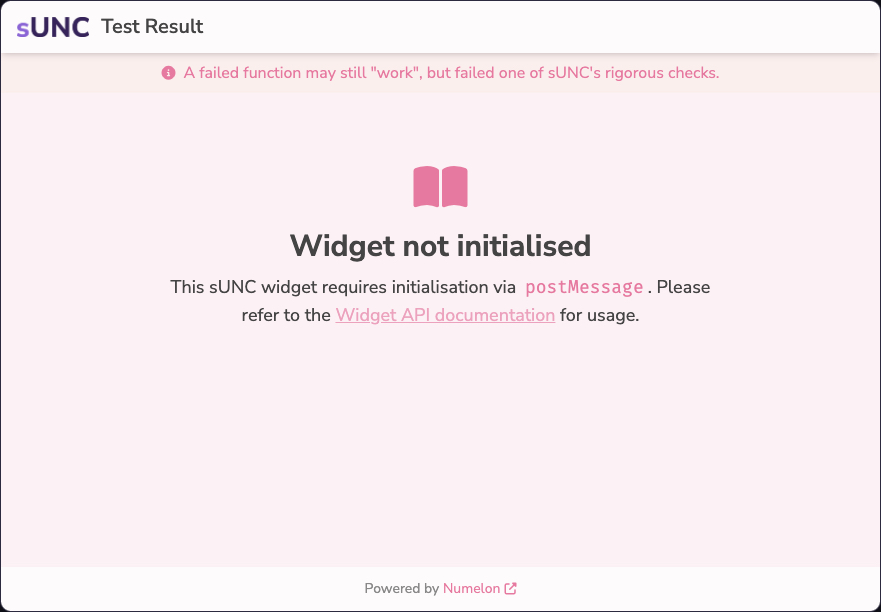 sUNC Test Result
A failed function may still "work", but failed one of sUNC's rigorous checks.
Widget not initialised
This sUNC widget requires initialisation via postMessage. Please
refer to the Widget API documentation for usage.
Powered by Numelon